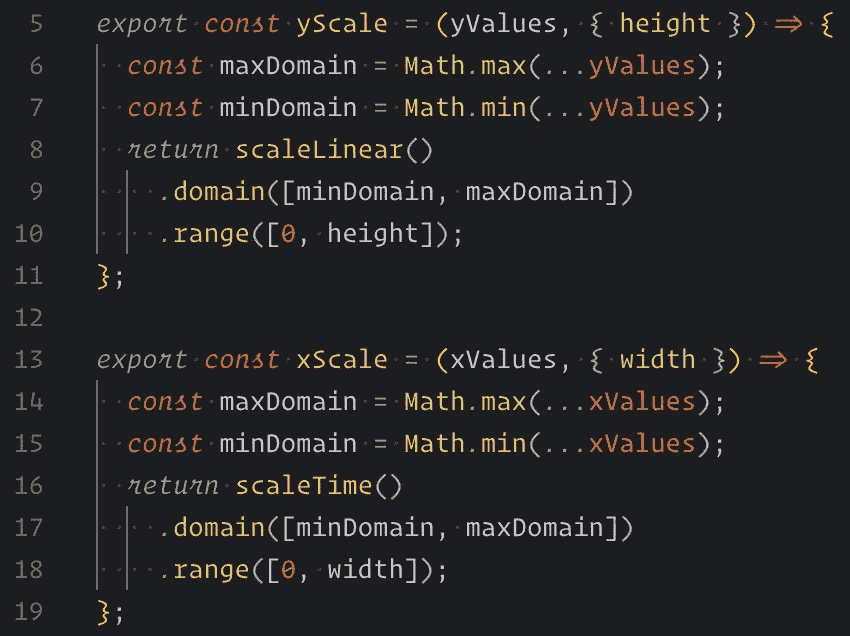 5 export const yScale = (yValues, { height }) => {
6 const maxDomain = Math.max(...yValues);
7 const minDomain = Math.min(...yValues);
8 return scaleLinear()
9 .domain([minDomain, maxDomain])
10 .range([0, height]);
11 };
12
13 export const xScale = (xValues, { width }) => {
14 const maxDomain = Math.max(...xValues);
15 const minDomain = Math.min(...xValues);
16 return scaleTime()
17 .domain([minDomain, maxDomain])
18 .range([0, width]);
19 };